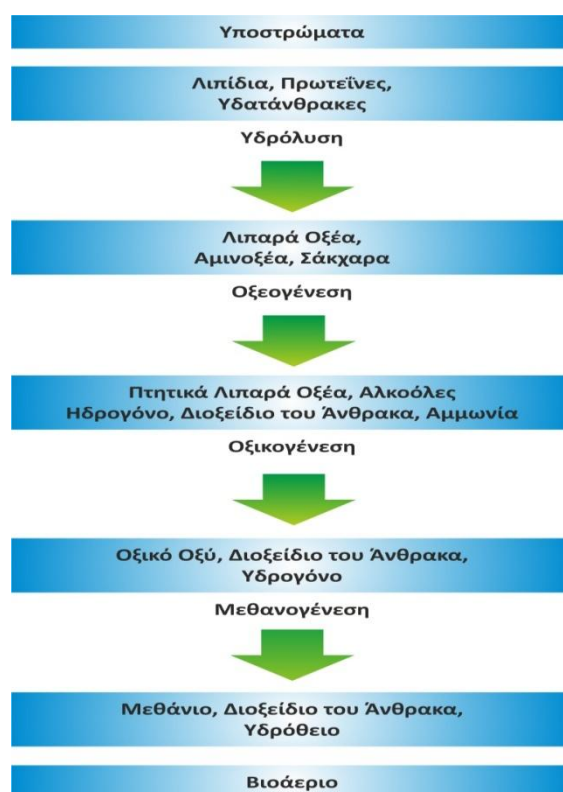 Υποστρώματα
Λιπίδια, Πρωτεΐνες,
Υδατάνθρακες
Υδρόλυση
Λιπαρά Οξέα,
Αμινοξέα, Σάκχαρα
Οξεογένεση
Πτητικά Λιπαρά Οξέα, Αλκοόλες
Ηδρογόνο, Διοξείδιο του Άνθρακα, Αμμωνία
Οξικογένεση
Οξικό Οξύ, Διοξείδιο του Άνθρακα,
Υδρογόνο
Μεθανογένεση
Μεθάνιο, Διοξείδιο του Άνθρακα,
Υδρόθειο
Βιοάεριο